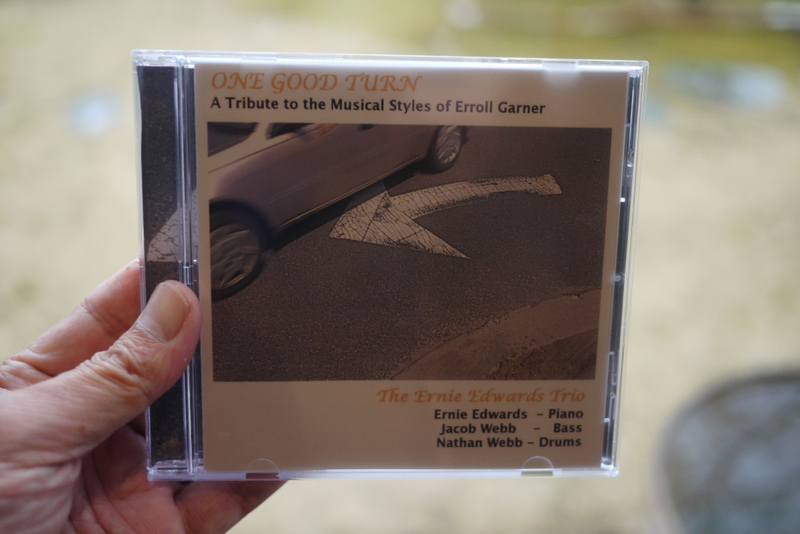 ONE GOOD TURN
A Tribute to the Musical Styles of Erroll Garner
The Ernie Edwards Trio
Ernie Edwards – Piano
Jacob Webb – Bass
Nathan Webb – Drums